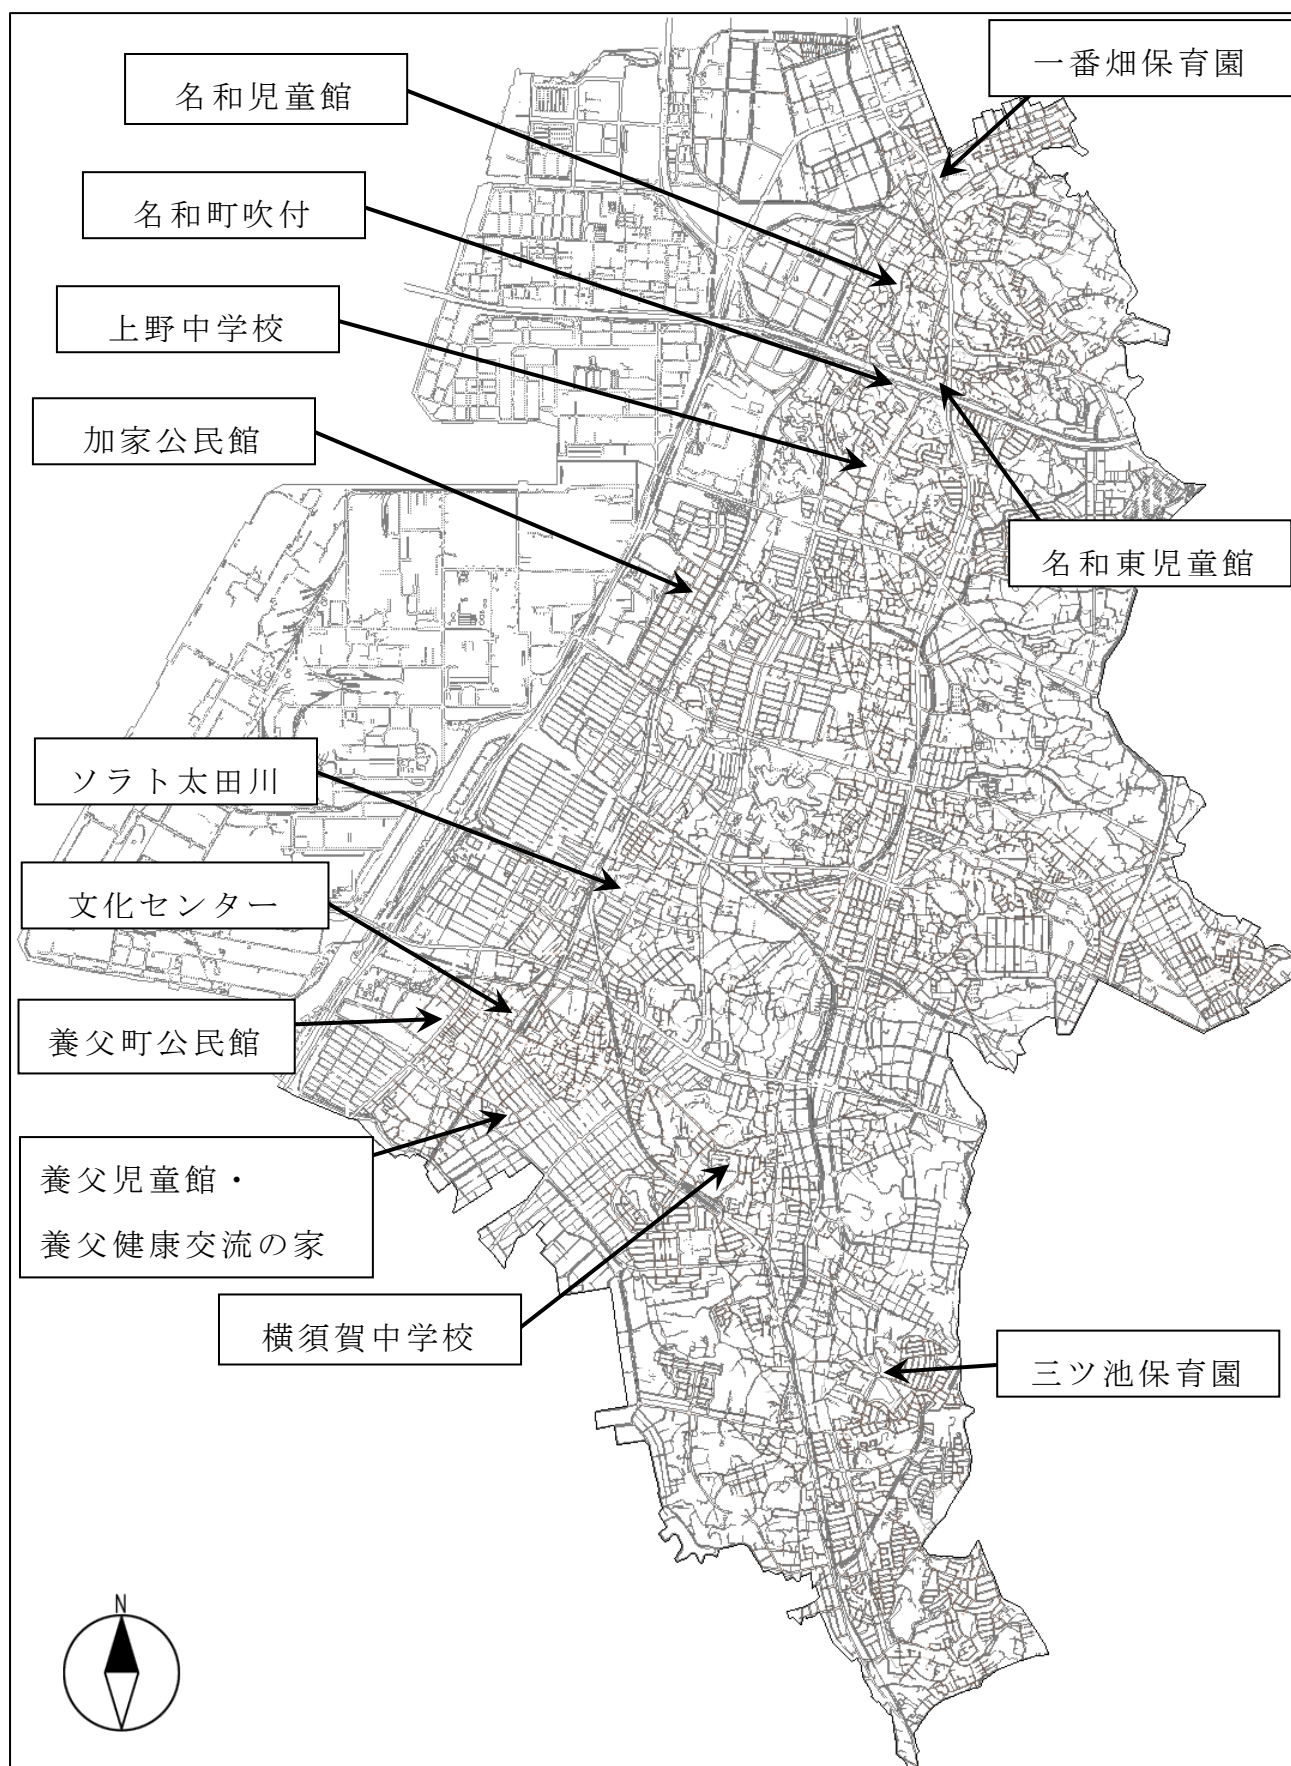 一番畑保育園
名和児童館
名和町吹付
上野中学校
加家公民館
名和東児童館
ソラト太田川
文化センター
養父町公民館
養父児童館・
養父健康交流の家
横須賀中学校
三ツ池保育園
N